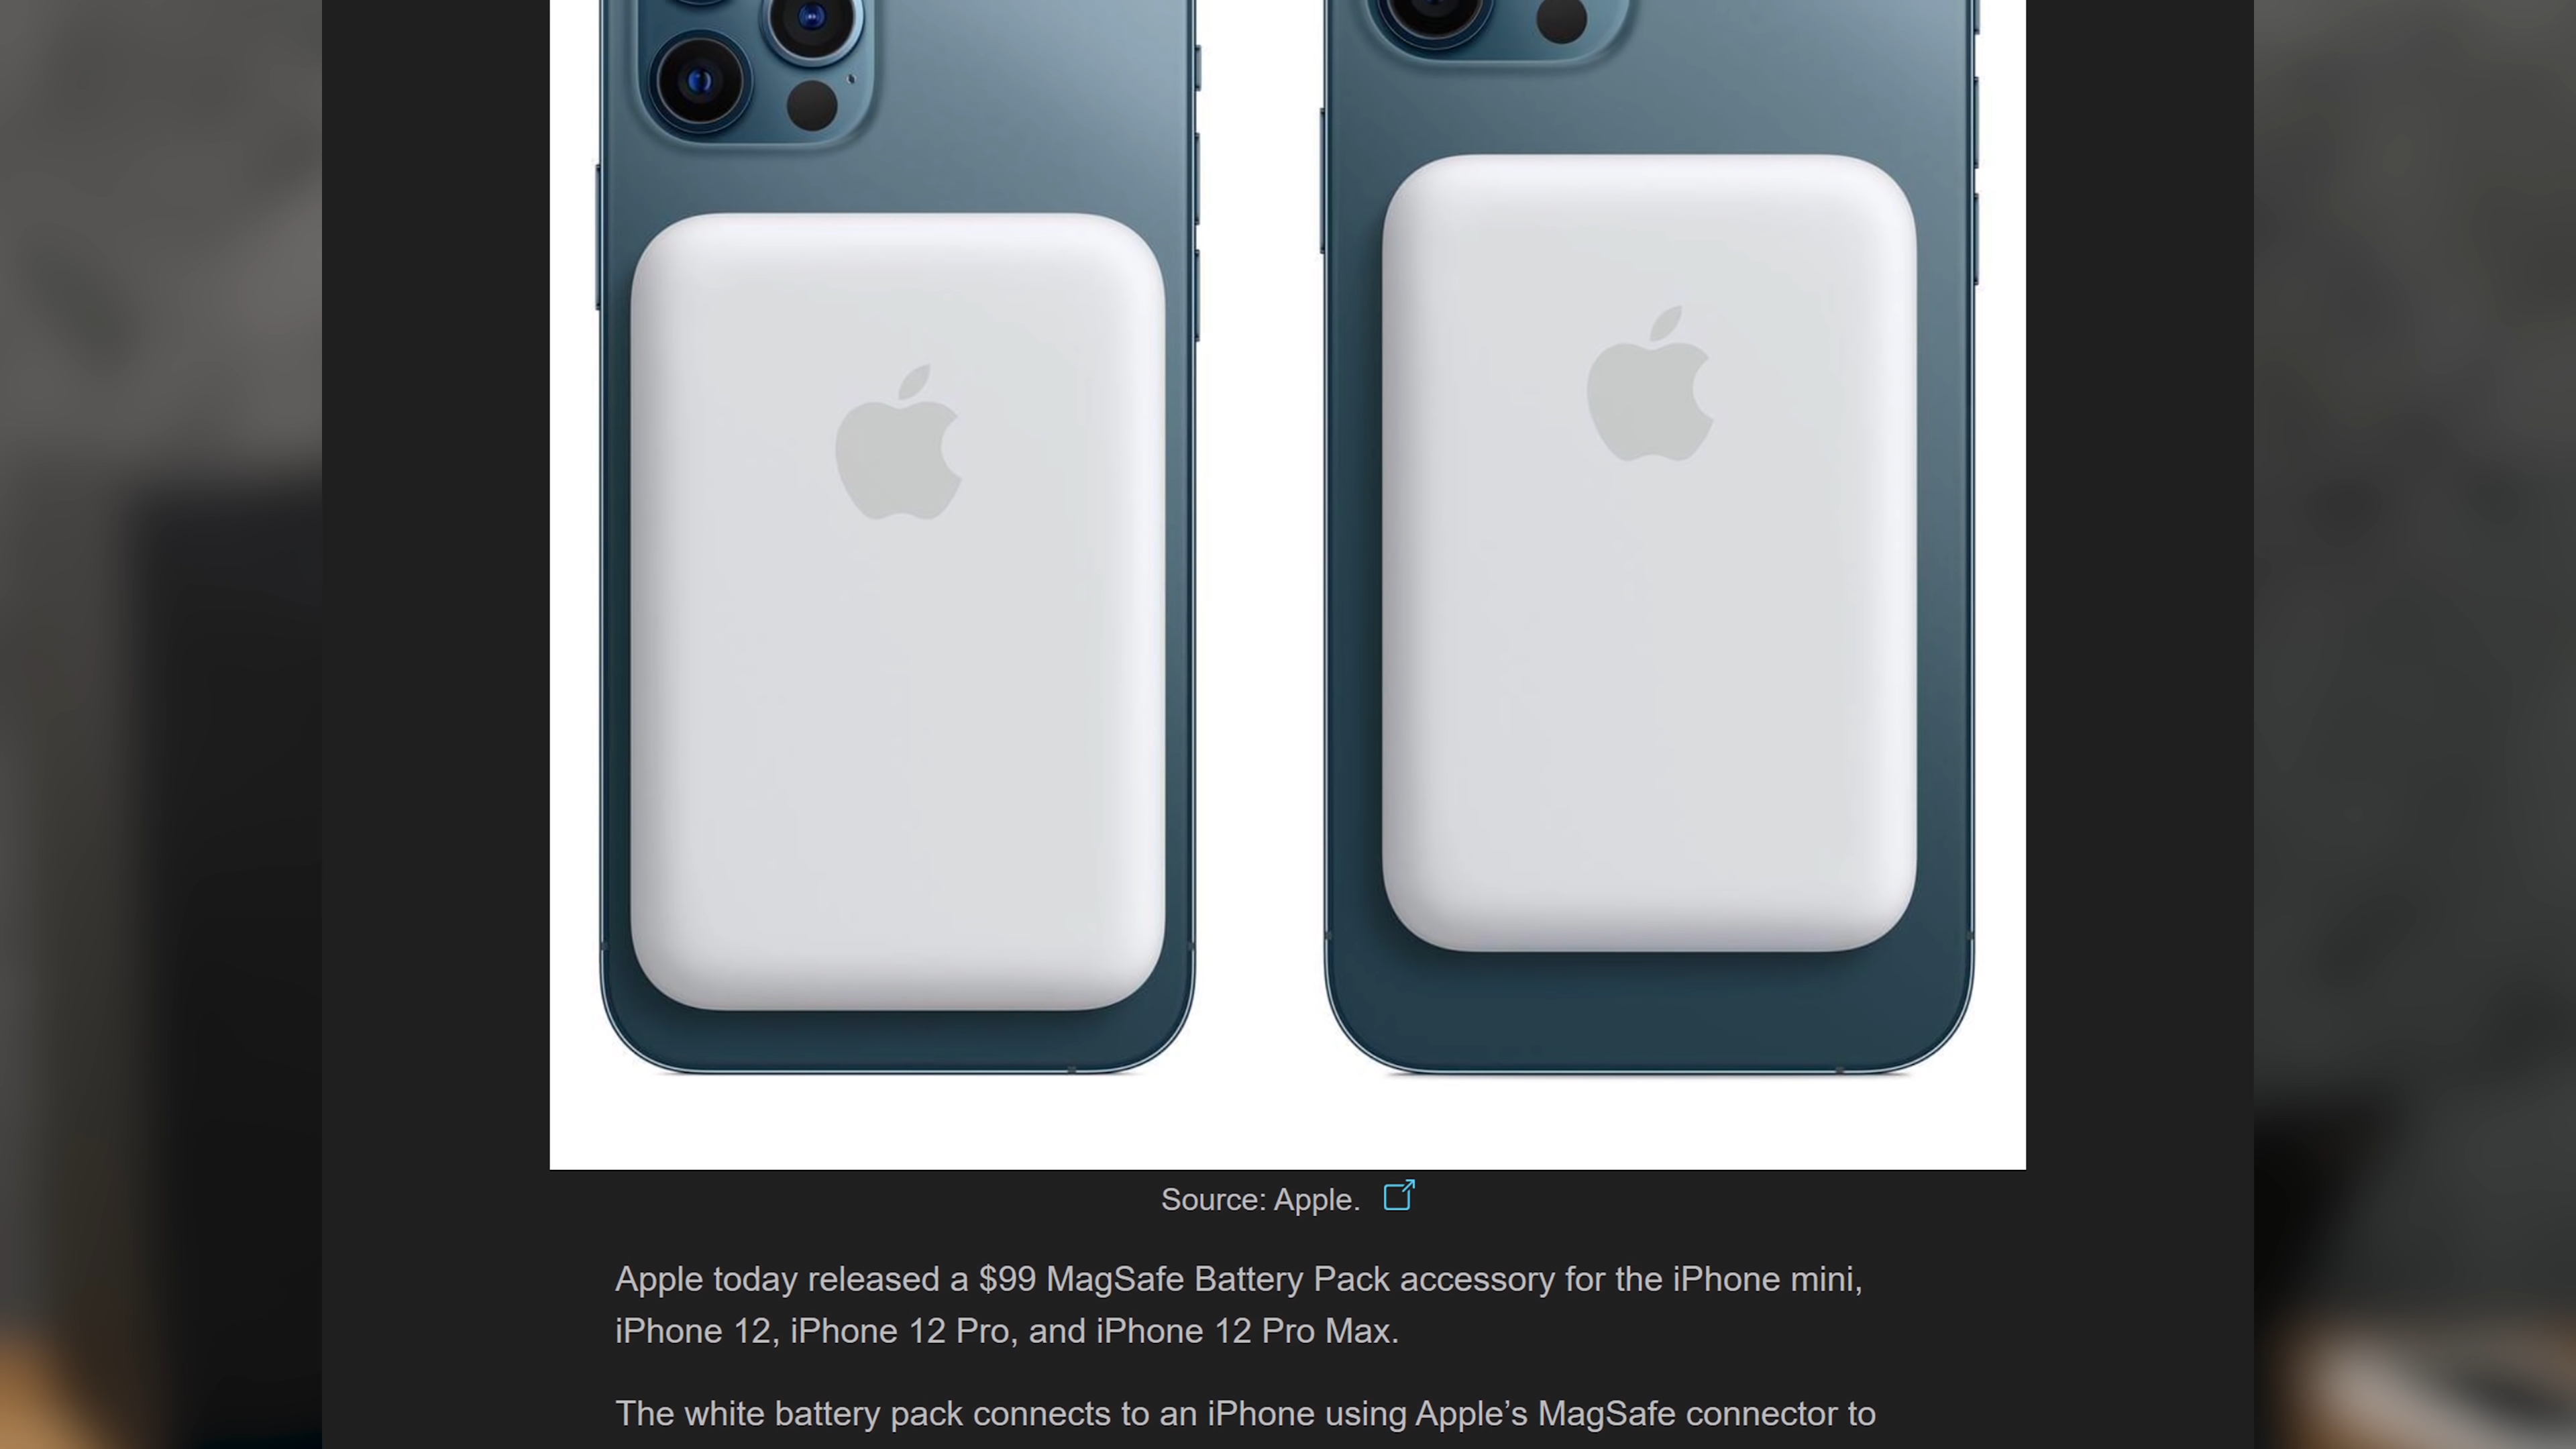 Source: Apple.
Apple today released a $99 MagSafe Battery Pack accessory for the iPhone mini,
iPhone 12, iPhone 12 Pro, and iPhone 12 Pro Max.
The white battery pack connects to an iPhone using Apple’s MagSafe connector to